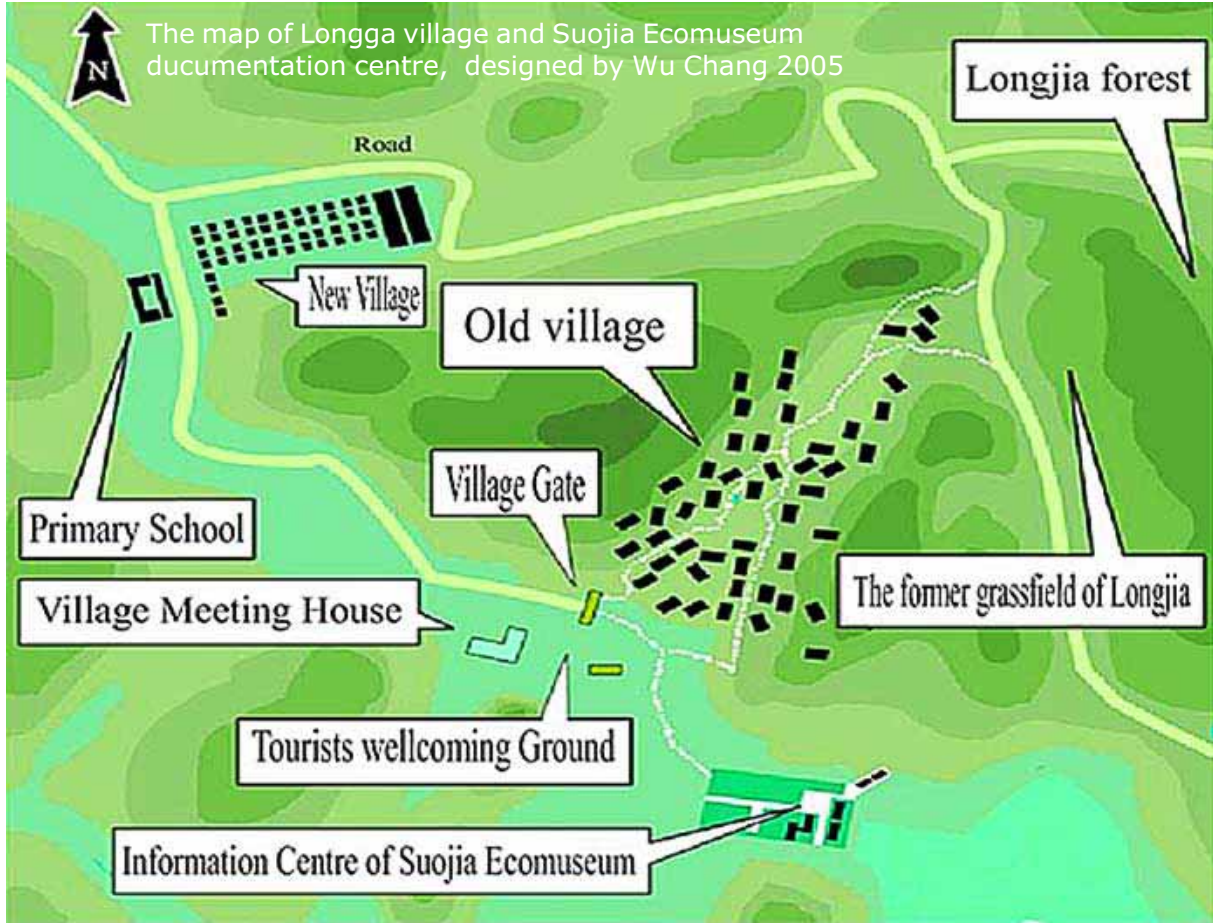 The map of Longga village and Suojia Ecomuseum
ducumentation centre, designed by Wu Chang 2005
N
Longjia forest
Road
New Village
Old village
Village Gate
Primary School
The former grassfield of Longjia
Village Meeting House
Tourists wellcoming Ground
Information Centre of Suojia Ecomuseum